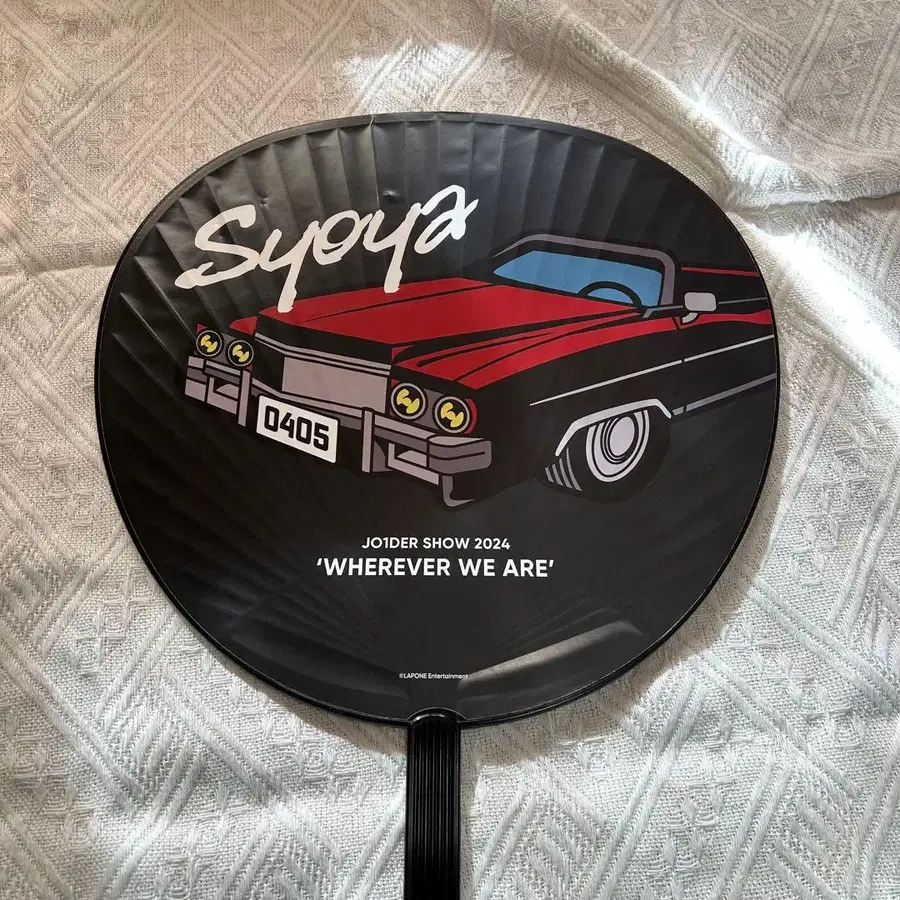 Syoya
0405
JO1DER SHOW 2024
‘WHEREVER WE ARE’
©LAPONE Entertainment